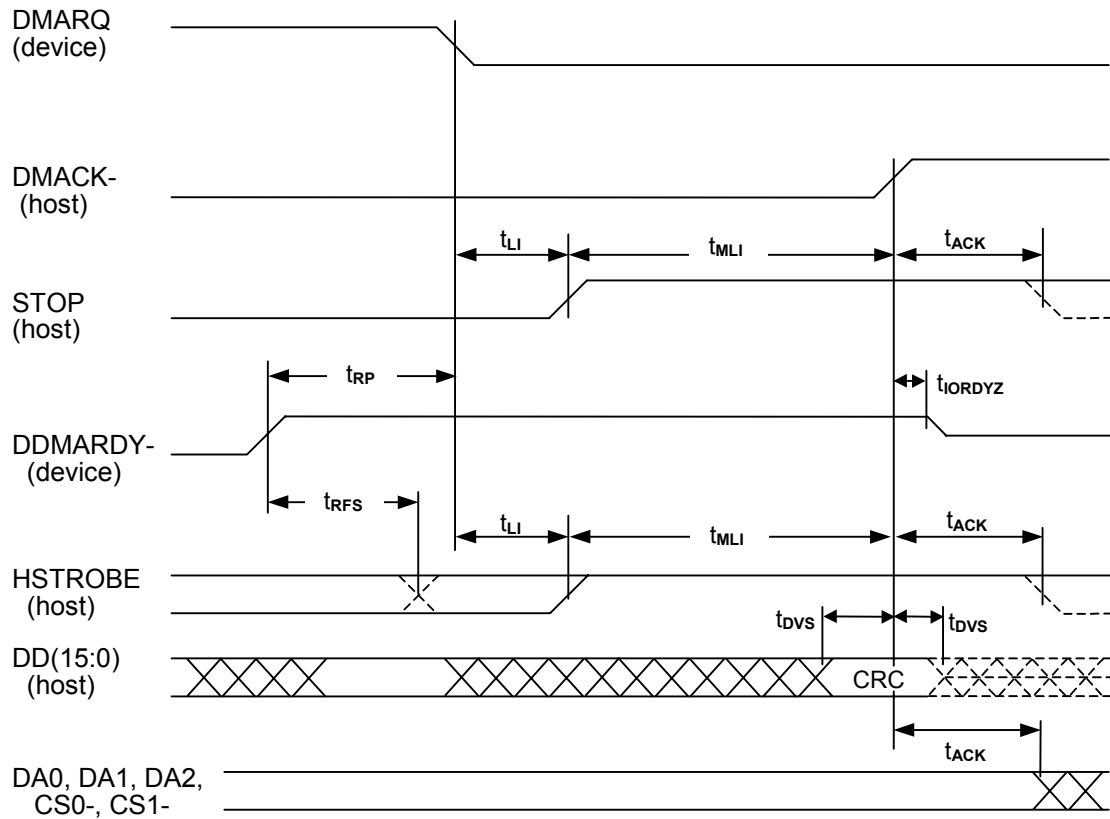 DMARQ
(device)
DMACK-
(host)
tLI
tMLI
tACK
STOP
(host)
tRP
tIORDYZ
DDMARDY-
(device)
tRFS
tLI
tMLI
tACK
HSTROBE
(host)
tDVS
tDVS
DD(15:0)
(host)
CRC
tACK
DA0, DA1, DA2,
CS0-, CS1-